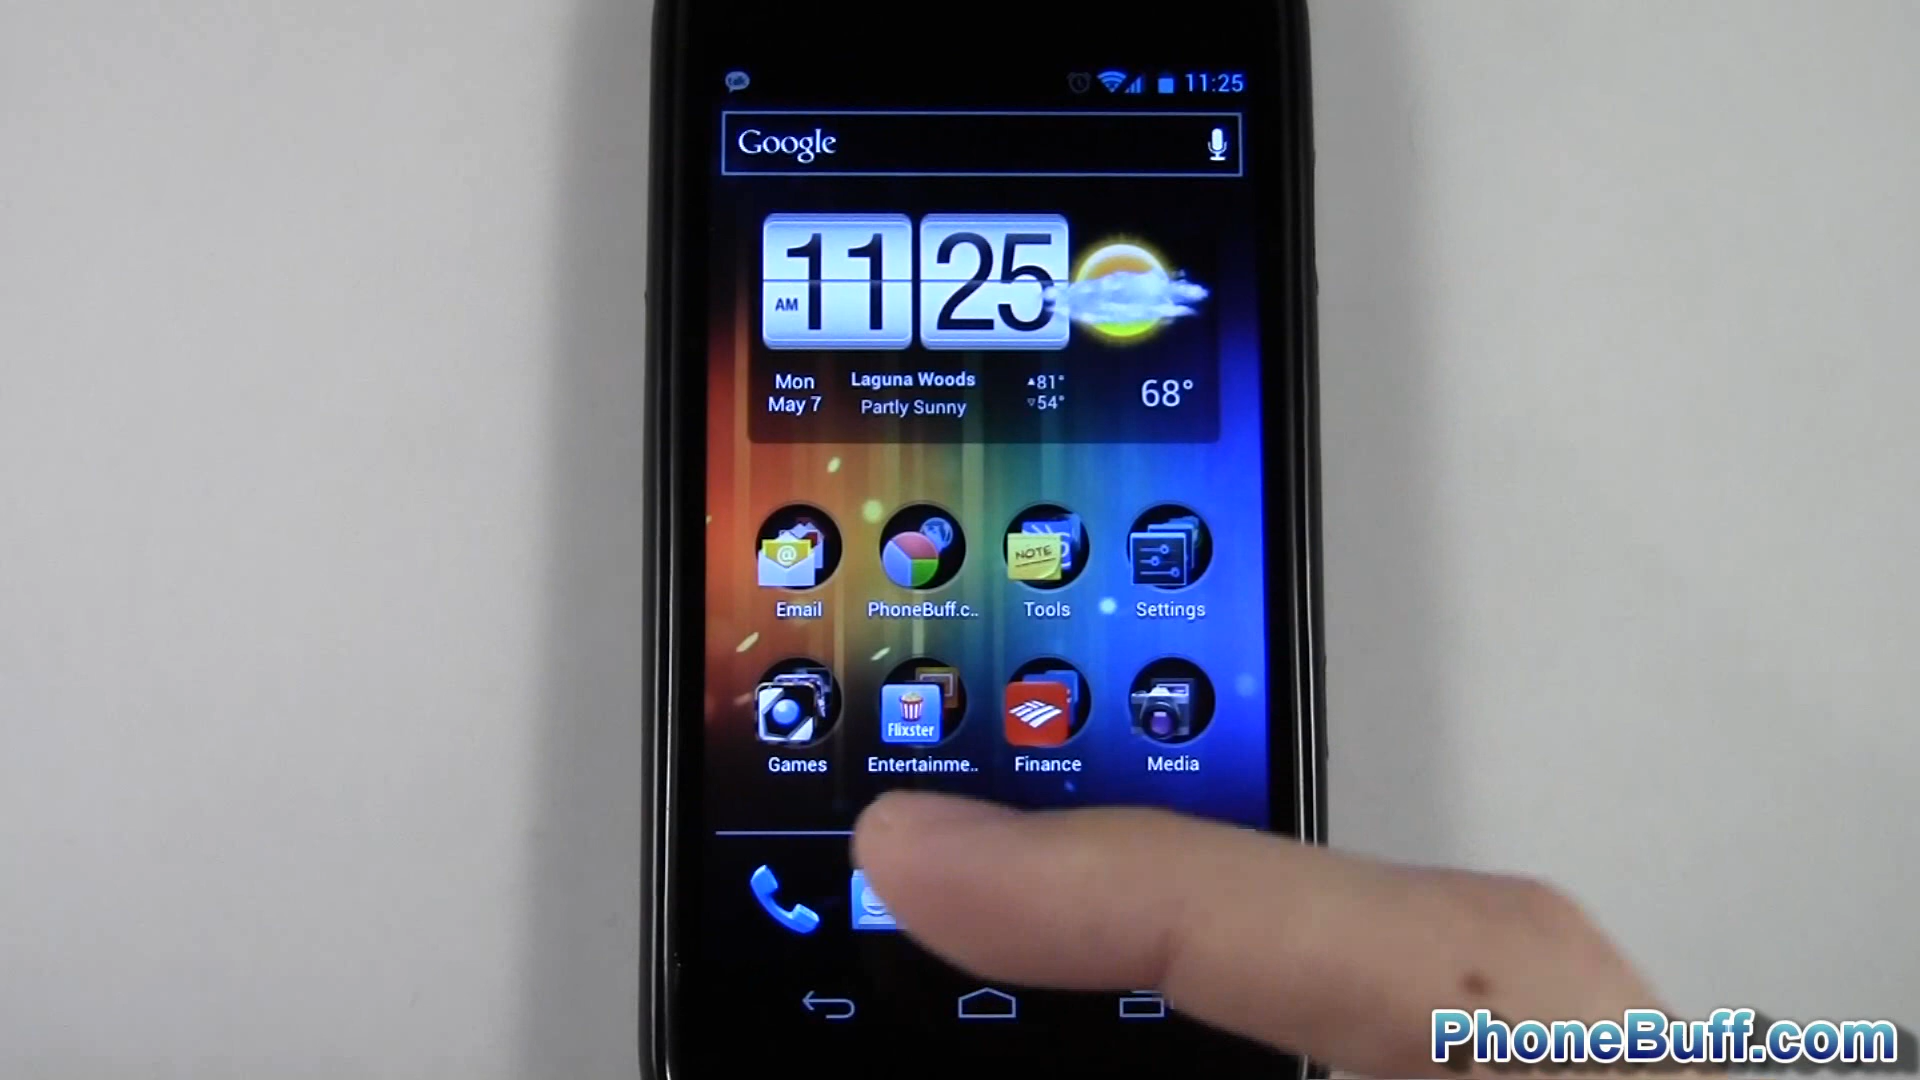 talk
11:25
Google
11 25
AM
Mon
May 7
Laguna Woods
Partly Sunny
81°
54°
68°
@
NOTE
Email
PhoneBuff.c..
Tools
Settings
Flixster
Games
Entertainme..
Finance
Media
PhoneBuff.com